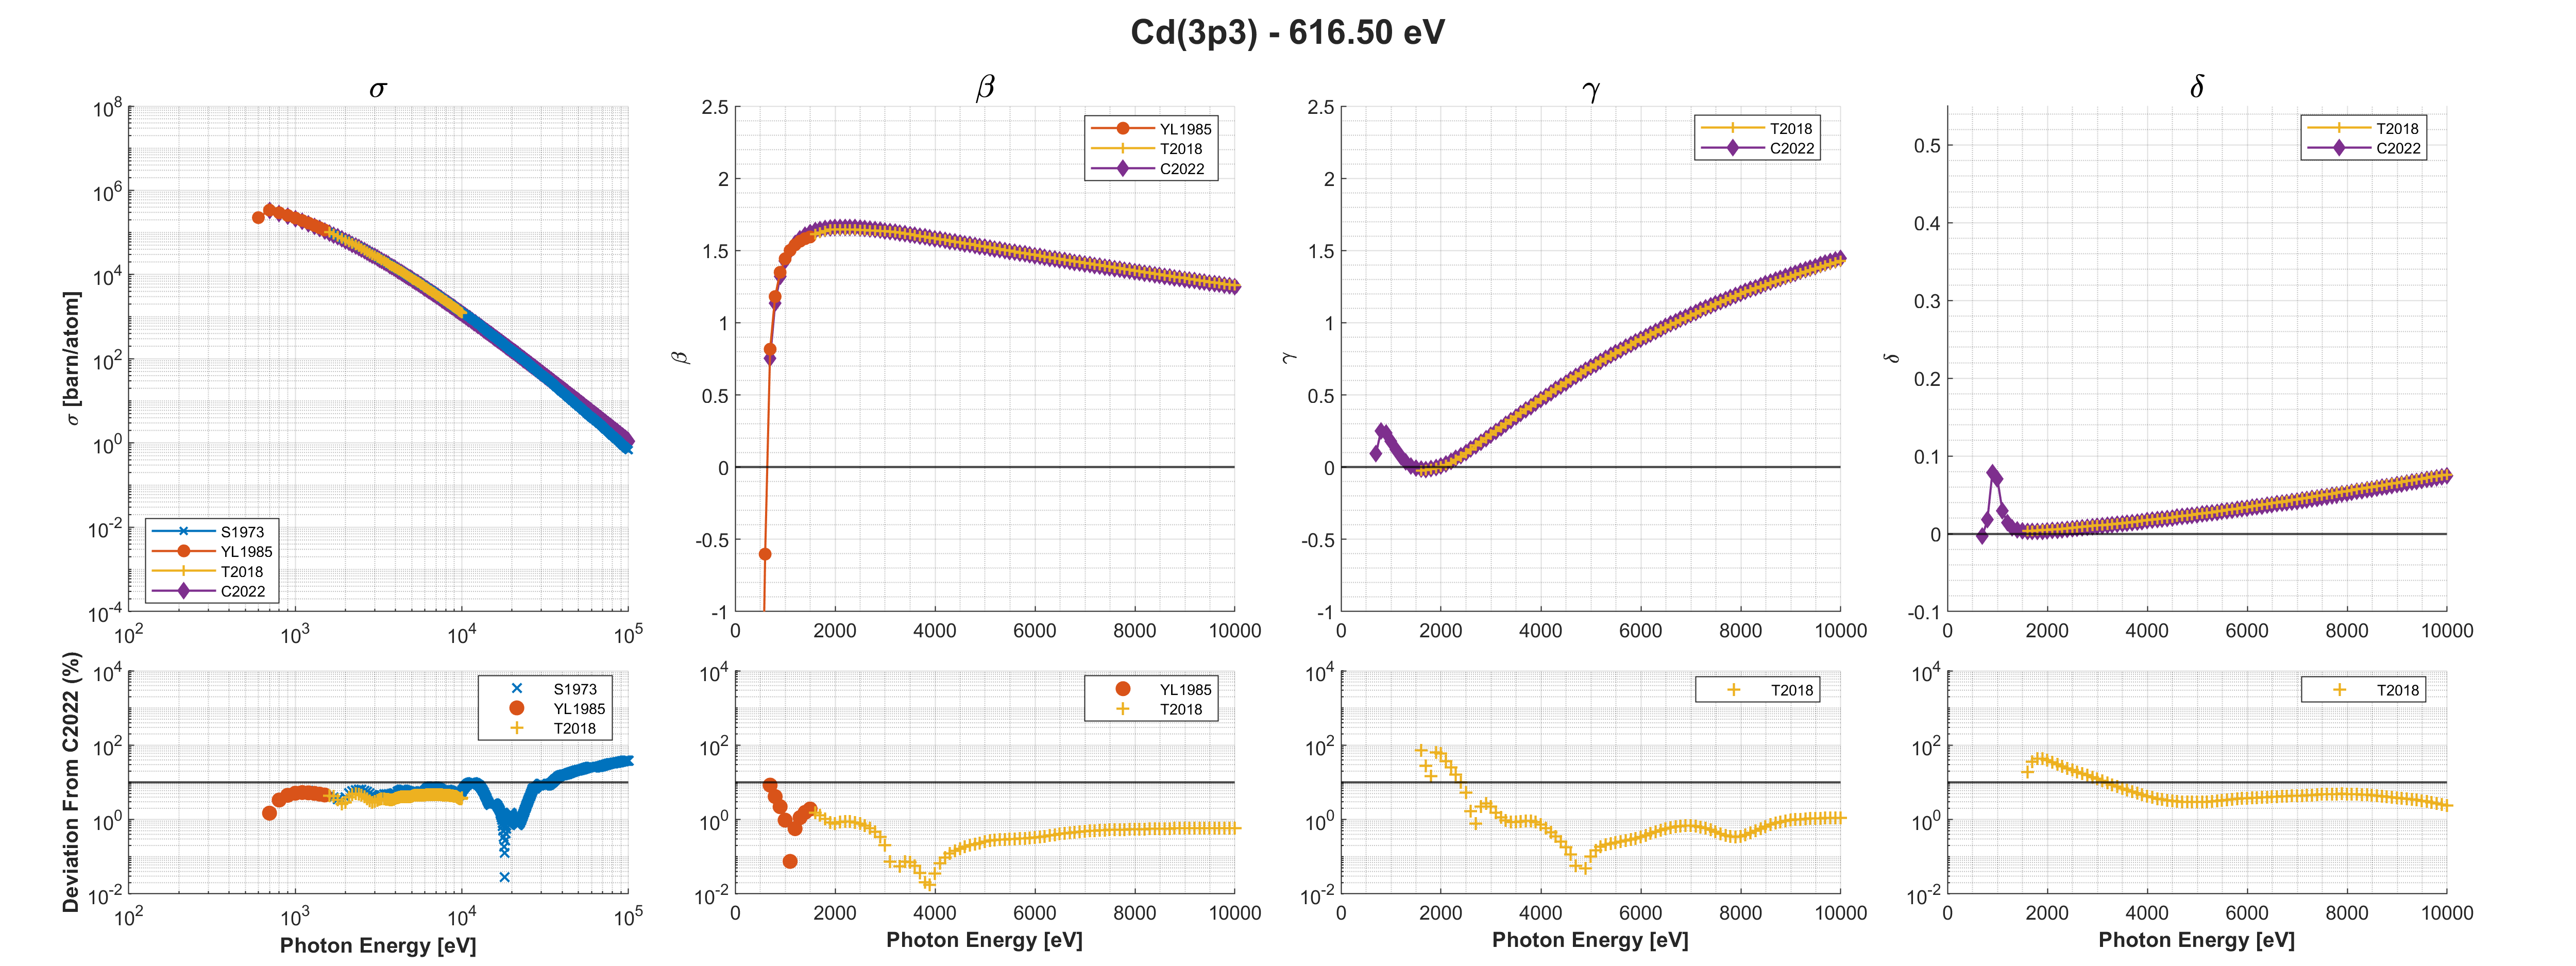 Cd(3p3) - 616.50 eV
σ
σ [barn/atom]
10^8
10^6
10^4
10^2
10^0
10^-2
10^-4
S1973
YL1985
T2018
C2022
10^2
10^3
10^4
10^5
β
β
2.5
2
1.5
1
0.5
0
-0.5
-1
YL1985
T2018
C2022
0
2000
4000
6000
8000
10000
γ
γ
2.5
2
1.5
1
0.5
0
-0.5
-1
T2018
C2022
0
2000
4000
6000
8000
10000
δ
δ
0.5
0.4
0.3
0.2
0.1
0
-0.1
T2018
C2022
0
2000
4000
6000
8000
10000
Deviation From C2022 (%)
10^4
10^2
10^0
10^-2
S1973
YL1985
T2018
10^2
10^3
10^4
10^5
Photon Energy [eV]
10^4
10^2
10^0
10^-2
YL1985
T2018
0
2000
4000
6000
8000
10000
Photon Energy [eV]
10^4
10^2
10^0
10^-2
T2018
0
2000
4000
6000
8000
10000
Photon Energy [eV]
10^4
10^2
10^0
10^-2
T2018
0
2000
4000
6000
8000
10000
Photon Energy [eV]